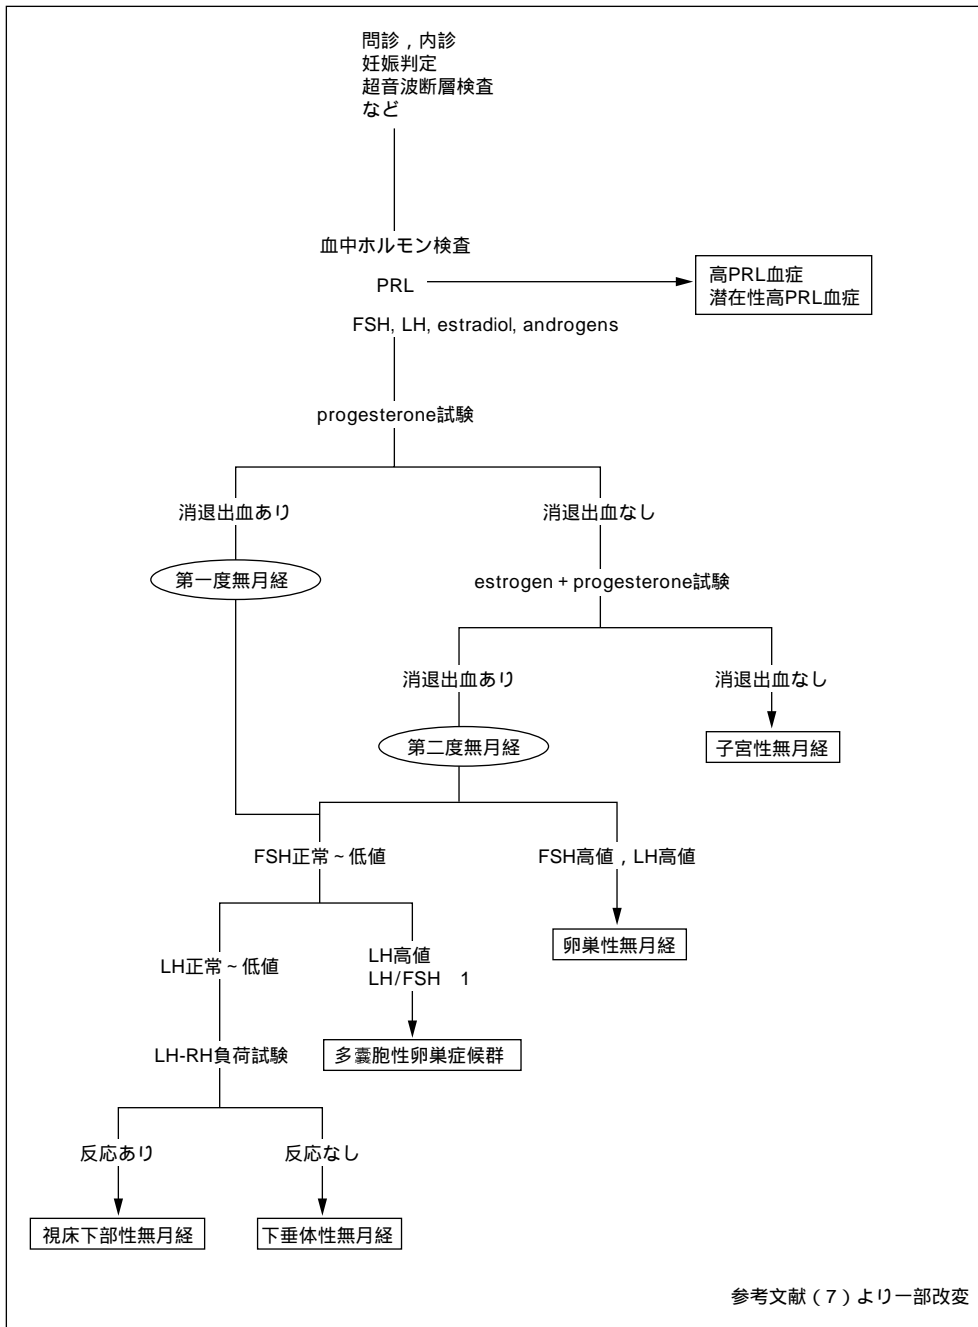 問診，内診
妊娠判定
超音波断層検査
など
血中ホルモン検査
PRL
高PRL血症
潜在性高PRL血症
FSH, LH, estradiol, androgens
progesterone試験
消退出血あり
消退出血なし
第一度無月経
estrogen + progesterone試験
消退出血あり
消退出血なし
第二度無月経
子宮性無月経
FSH正常～低値
FSH高値，LH高値
卵巣性無月経
LH正常～低値
LH高値
LH/FSH　1
LH-RH負荷試験
多嚢胞性卵巣症候群
反応あり
反応なし
視床下部性無月経
下垂体性無月経
参考文献（7）より一部改変